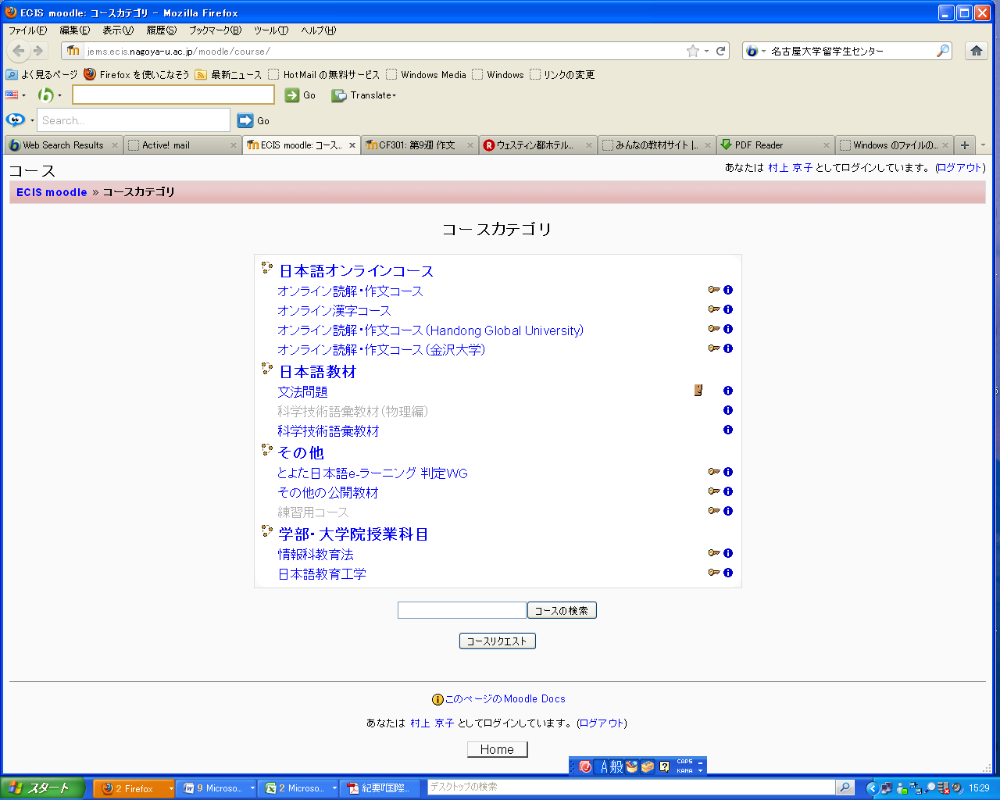 ECIS moodle: コースカテゴリ - Mozilla Firefox
ファイル(F) 編集(E) 表示(V) 履歴(S) ブックマーク(B) ツール(T) ヘルプ(H)
jems.ecis.nagoya-u.ac.jp/moodle/course/ 名古屋大学留学生センター
よく見るページ Firefox を使いこなそう 最新ニュース HotMail の無料サービス Windows Media Windows リンクの変更
Go Translate
Search... Go
Web Search Results Active! mail ECIS moodle: コース... CF301: 第9週 作文 ウェスティン都ホテル... みんなの教材サイト |... PDF Reader Windows のファイルの...
コース
あなたは 村上 京子 としてログインしています。 (ログアウト)
ECIS moodle » コースカテゴリ
コースカテゴリ
日本語オンラインコース
オンライン読解・作文コース
オンライン漢字コース
オンライン読解・作文コース (Handong Global University)
オンライン読解・作文コース (金沢大学)
日本語教材
文法問題
科学技術語彙教材 (物理編)
科学技術語彙教材
その他
とよた日本語e-ラーニング 判定WG
その他の公開教材
練習用コース
学部・大学院授業科目
情報科教育法
日本語教育工学
コースの検索
コースリクエスト
このページの Moodle Docs
あなたは 村上 京子 としてログインしています。 (ログアウト)
Home
A 般 CAPS KANA
スタート 2 Firefox 9 Microso... 2 Microso... 紀要『国際... デスクトップの検索 15:29